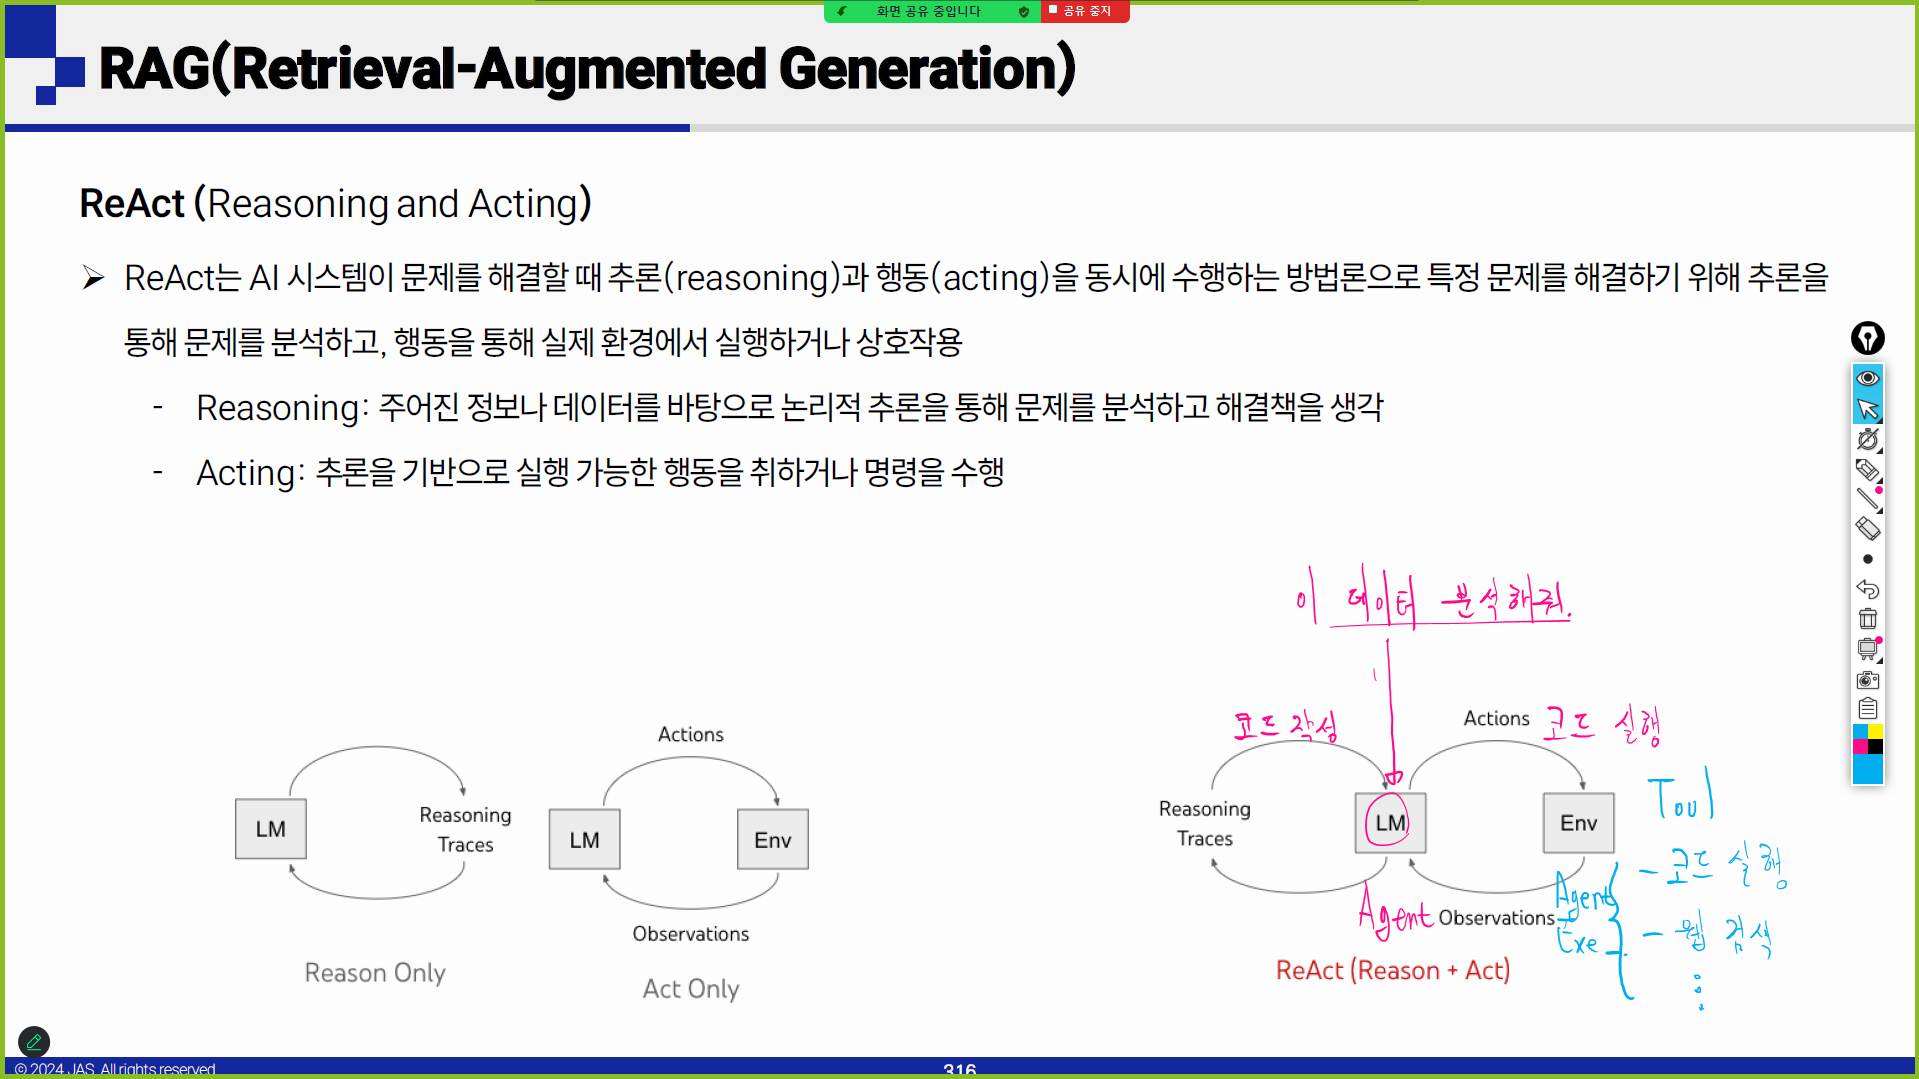 화면 공유 중입니다
공유 중지
RAG(Retrieval-Augmented Generation)
ReAct (Reasoning and Acting)
ReAct는 AI 시스템이 문제를 해결할 때 추론(reasoning)과 행동(acting)을 동시에 수행하는 방법론으로 특정 문제를 해결하기 위해 추론을
통해 문제를 분석하고, 행동을 통해 실제 환경에서 실행하거나 상호작용
- Reasoning: 주어진 정보나 데이터를 바탕으로 논리적 추론을 통해 문제를 분석하고 해결책을 생각
- Acting: 추론을 기반으로 실행 가능한 행동을 취하거나 명령을 수행
LM
Reasoning
Traces
Reason Only
Actions
LM
Env
Observations
Act Only
이 데이터 분석해줘.
코드 작성
Actions 코드 실행
Reasoning
Traces
LM
Env
Tool
- 코드 실행
- 웹 검색
Agent
Observations
Agent
Exe
ReAct (Reason + Act)
© 2024 JAS. All rights reserved
316